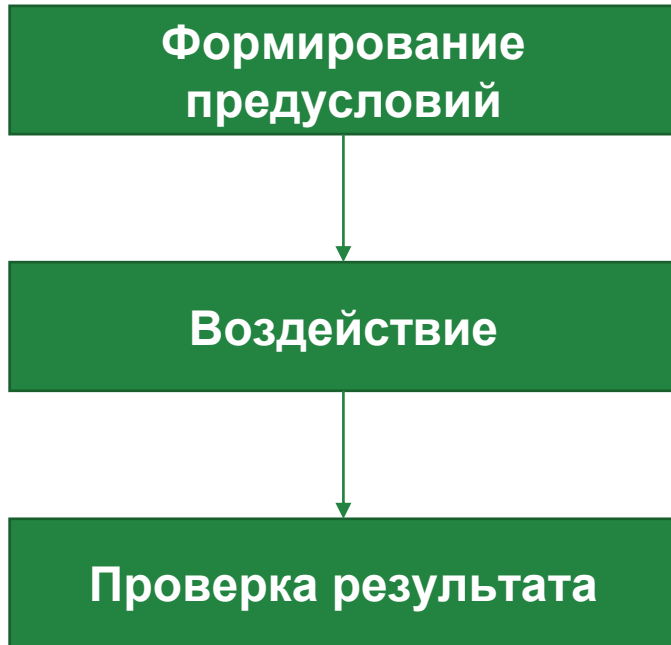 Формирование
предусловий
Воздействие
Проверка результата